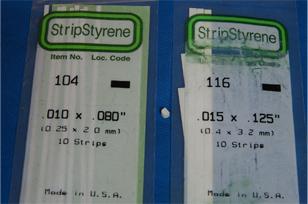 StripStyrene
Item No. Loc. Code
104
.010 x .080"
(0.25 x 2.0 mm)
10 Strips
Made in U.S.A.
StripStyrene
116
.015 x .125"
(0.4 x 3.2 mm)
10 Strips
Made in U.S.A.